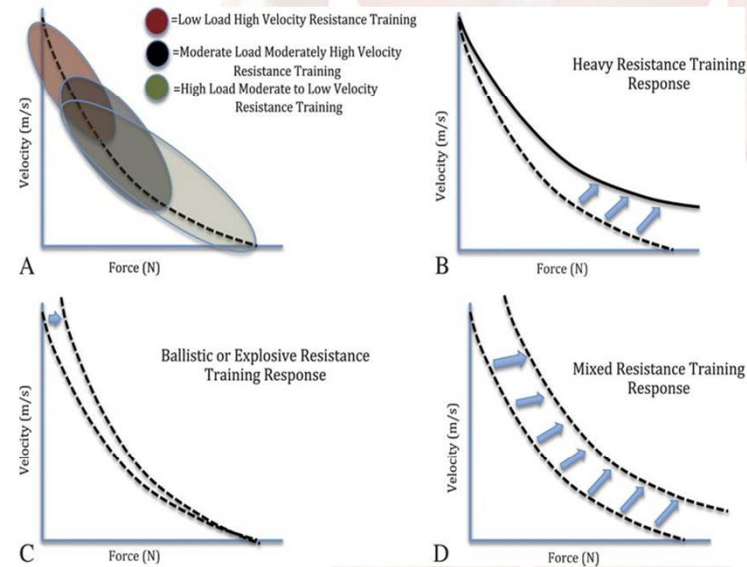 =Low Load High Velocity Resistance Training
=Moderate Load Moderately High Velocity
Resistance Training
=High Load Moderate to Low Velocity
Resistance Training
Velocity (m/s)
A
Force (N)
Heavy Resistance Training
Response
Velocity (m/s)
B
Force (N)
Ballistic or Explosive Resistance
Training Response
Velocity (m/s)
C
Force (N)
Mixed Resistance Training
Response
Velocity (m/s)
D
Force (N)